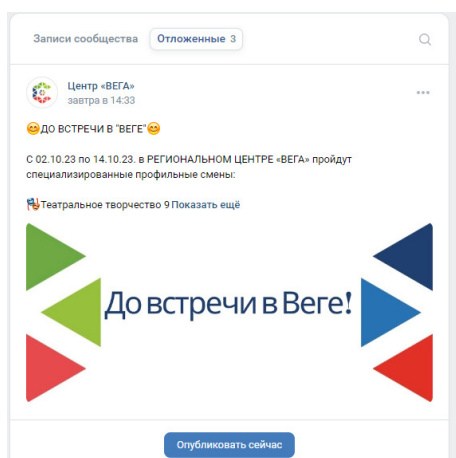 Записи сообщества Отложенные 3
Центр «ВЕГА»
завтра в 14:33
😊ДО ВСТРЕЧИ В "ВЕГЕ"😊
С 02.10.23 по 14.10.23. в РЕГИОНАЛЬНОМ ЦЕНТРЕ «ВЕГА» пройдут
специализированные профильные смены:
Театральное творчество 9 Показать ещё
До встречи в Веге!
Опубликовать сейчас